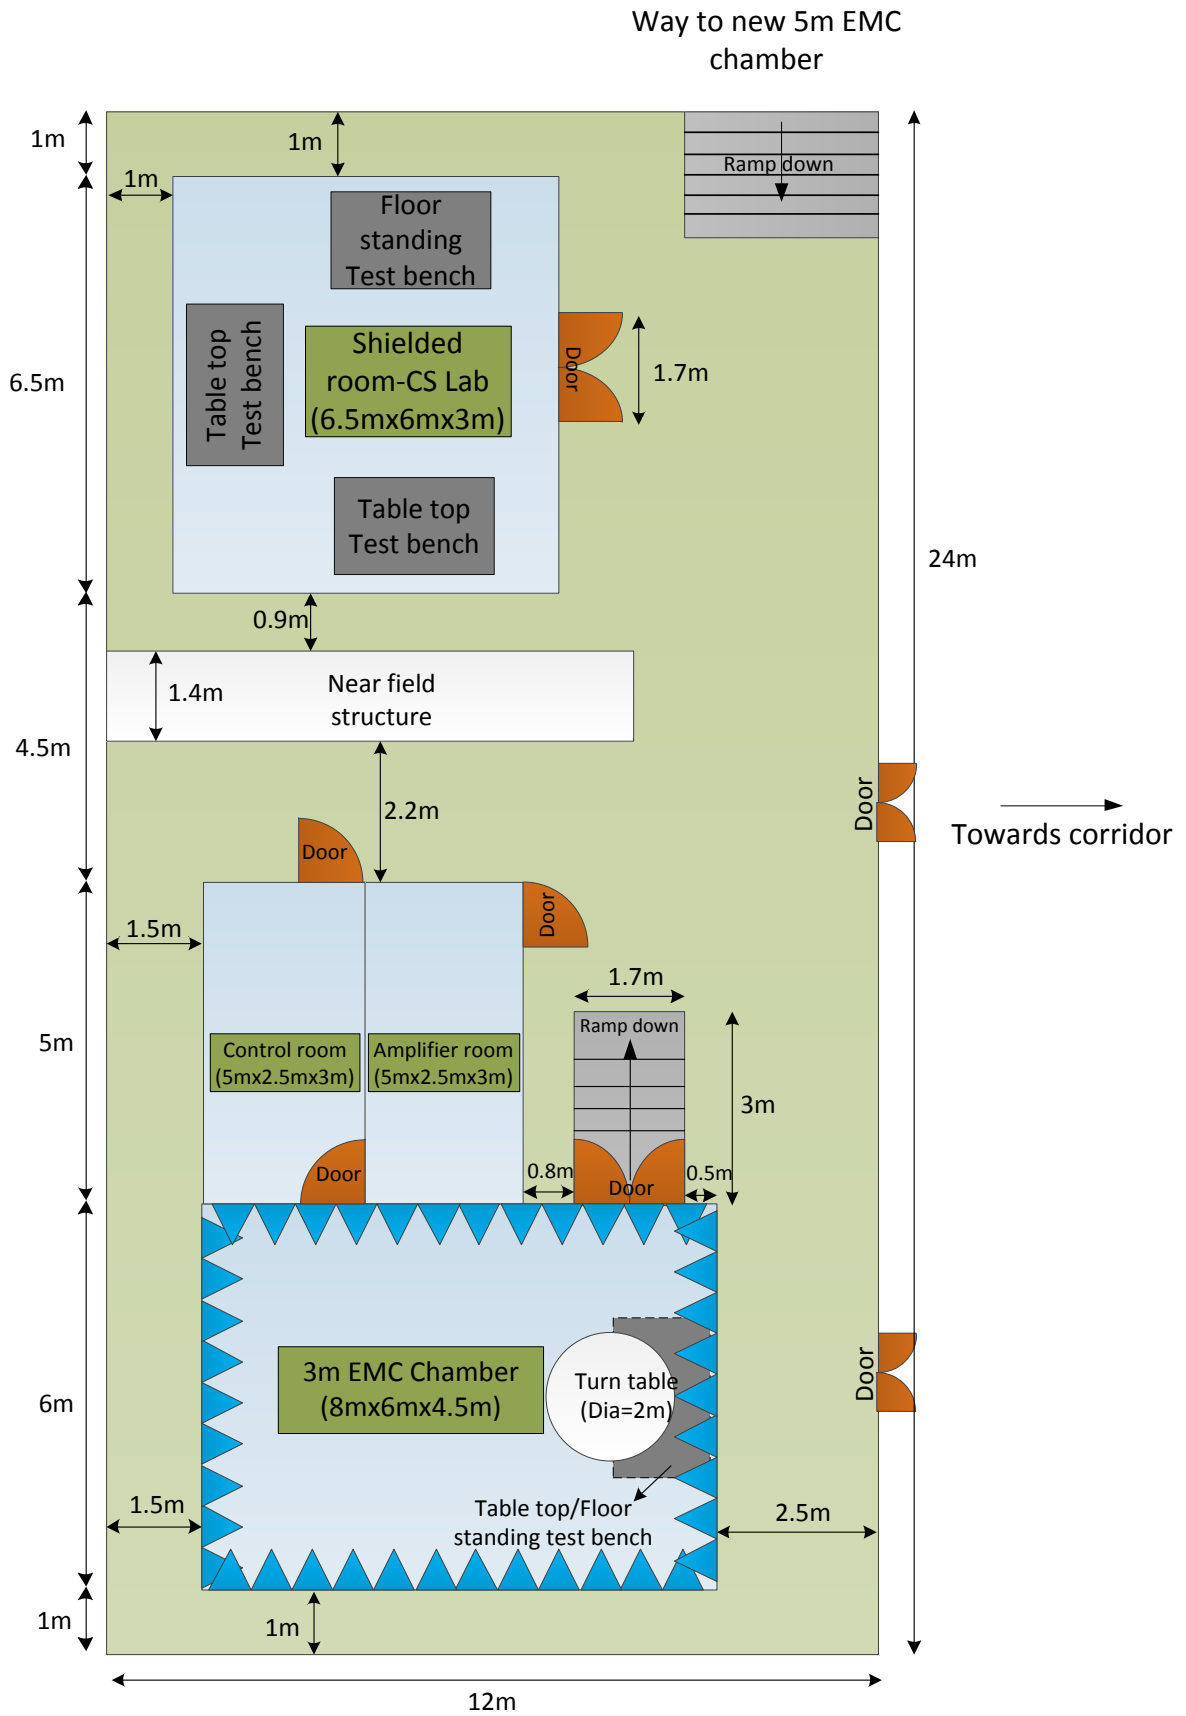 Way to new 5m EMC
chamber
1m
1m
Ramp down
1m
Floor
standing
Test bench
Table top
Test bench
Shielded
room-CS Lab
(6.5mx6mx3m)
Door
1.7m
6.5m
Table top
Test bench
24m
0.9m
1.4m
Near field
structure
4.5m
2.2m
Door
Towards corridor
Door
Door
1.5m
1.7m
Ramp down
Control room
(5mx2.5mx3m)
Amplifier room
(5mx2.5mx3m)
5m
3m
Door
0.8m
Door
0.5m
3m EMC Chamber
(8mx6mx4.5m)
Turn table
(Dia=2m)
Door
6m
1.5m
Table top/Floor
standing test bench
2.5m
1m
1m
12m